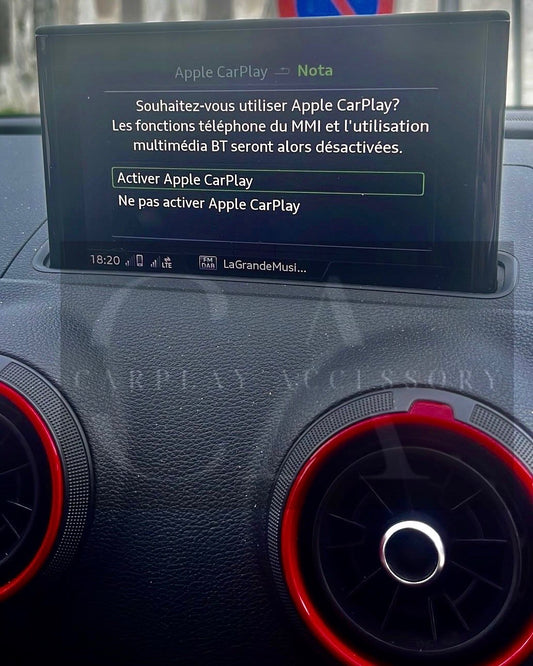 Apple CarPlay Nota
Souhaitez-vous utiliser Apple CarPlay?
Les fonctions téléphone du MMI et l'utilisation
multimédia BT seront alors désactivées.
Activer Apple CarPlay
Ne pas activer Apple CarPlay
18:20 LTE FM DAB LaGrandeMusi...
C A
CARPLAY ACCESSORY